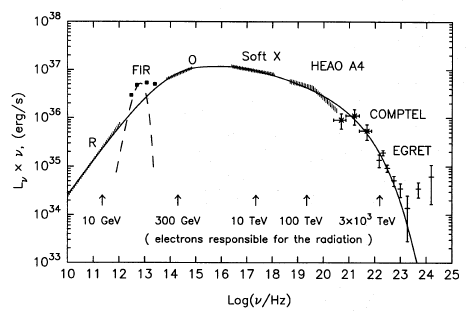 10^38
10^37
10^36
10^35
10^34
10^33
L_ν × ν, (erg/s)
R
FIR
O
Soft X
HEAO A4
COMPTEL
EGRET
10 GeV
300 GeV
10 TeV
100 TeV
3×10^3 TeV
( electrons responsible for the radiation )
10 11 12 13 14 15 16 17 18 19 20 21 22 23 24 25
Log(ν/Hz)